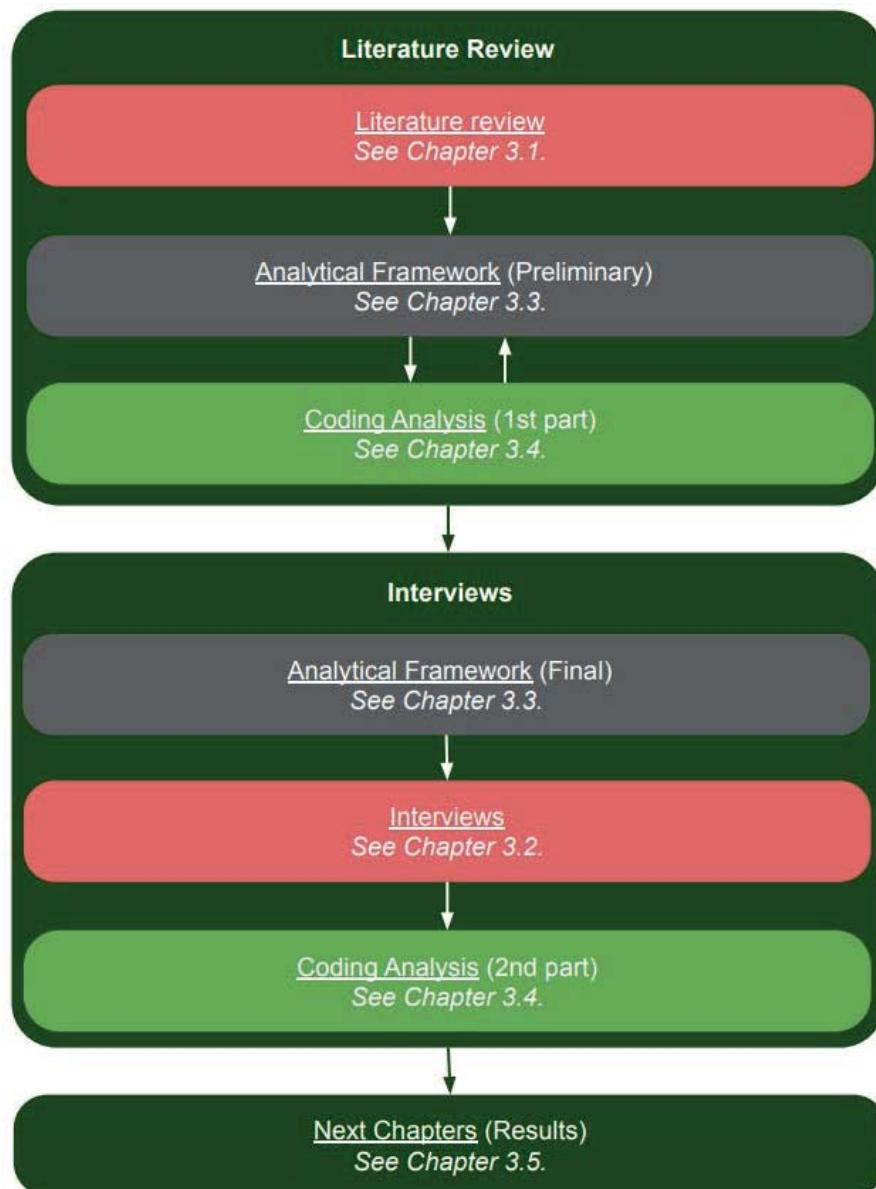 Literature Review
Literature review
See Chapter 3.1.
Analytical Framework (Preliminary)
See Chapter 3.3.
Coding Analysis (1st part)
See Chapter 3.4.
Interviews
Analytical Framework (Final)
See Chapter 3.3.
Interviews
See Chapter 3.2.
Coding Analysis (2nd part)
See Chapter 3.4.
Next Chapters (Results)
See Chapter 3.5.